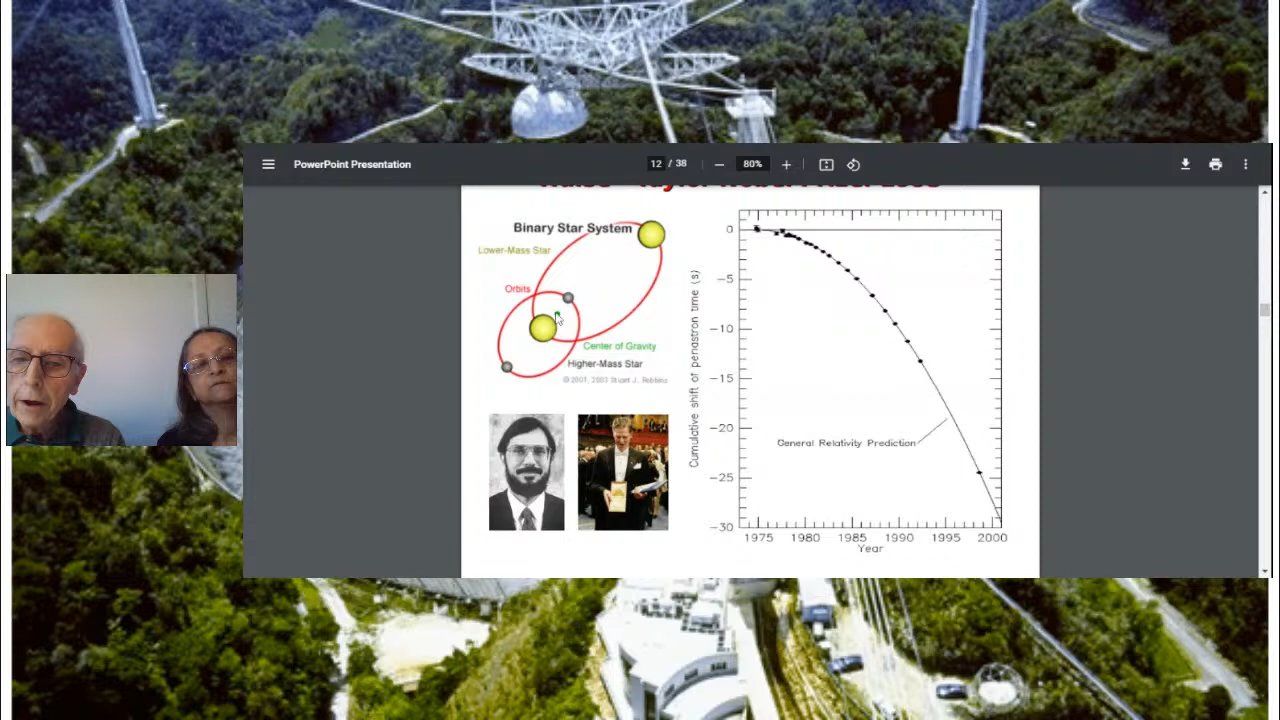 PowerPoint Presentation
12 / 38
80%
Binary Star System
Lower-Mass Star
Orbits
Center of Gravity
Higher-Mass Star
© 2001, 2003 Stuart J. Robbins
Cumulative shift of periastron time (s)
0
−5
−10
−15
−20
−25
−30
General Relativity Prediction
1975 1980 1985 1990 1995 2000
Year